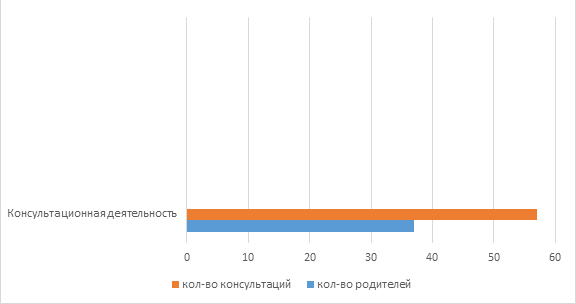 Консультационная деятельность
0 10 20 30 40 50 60
кол-во консультаций кол-во родителей